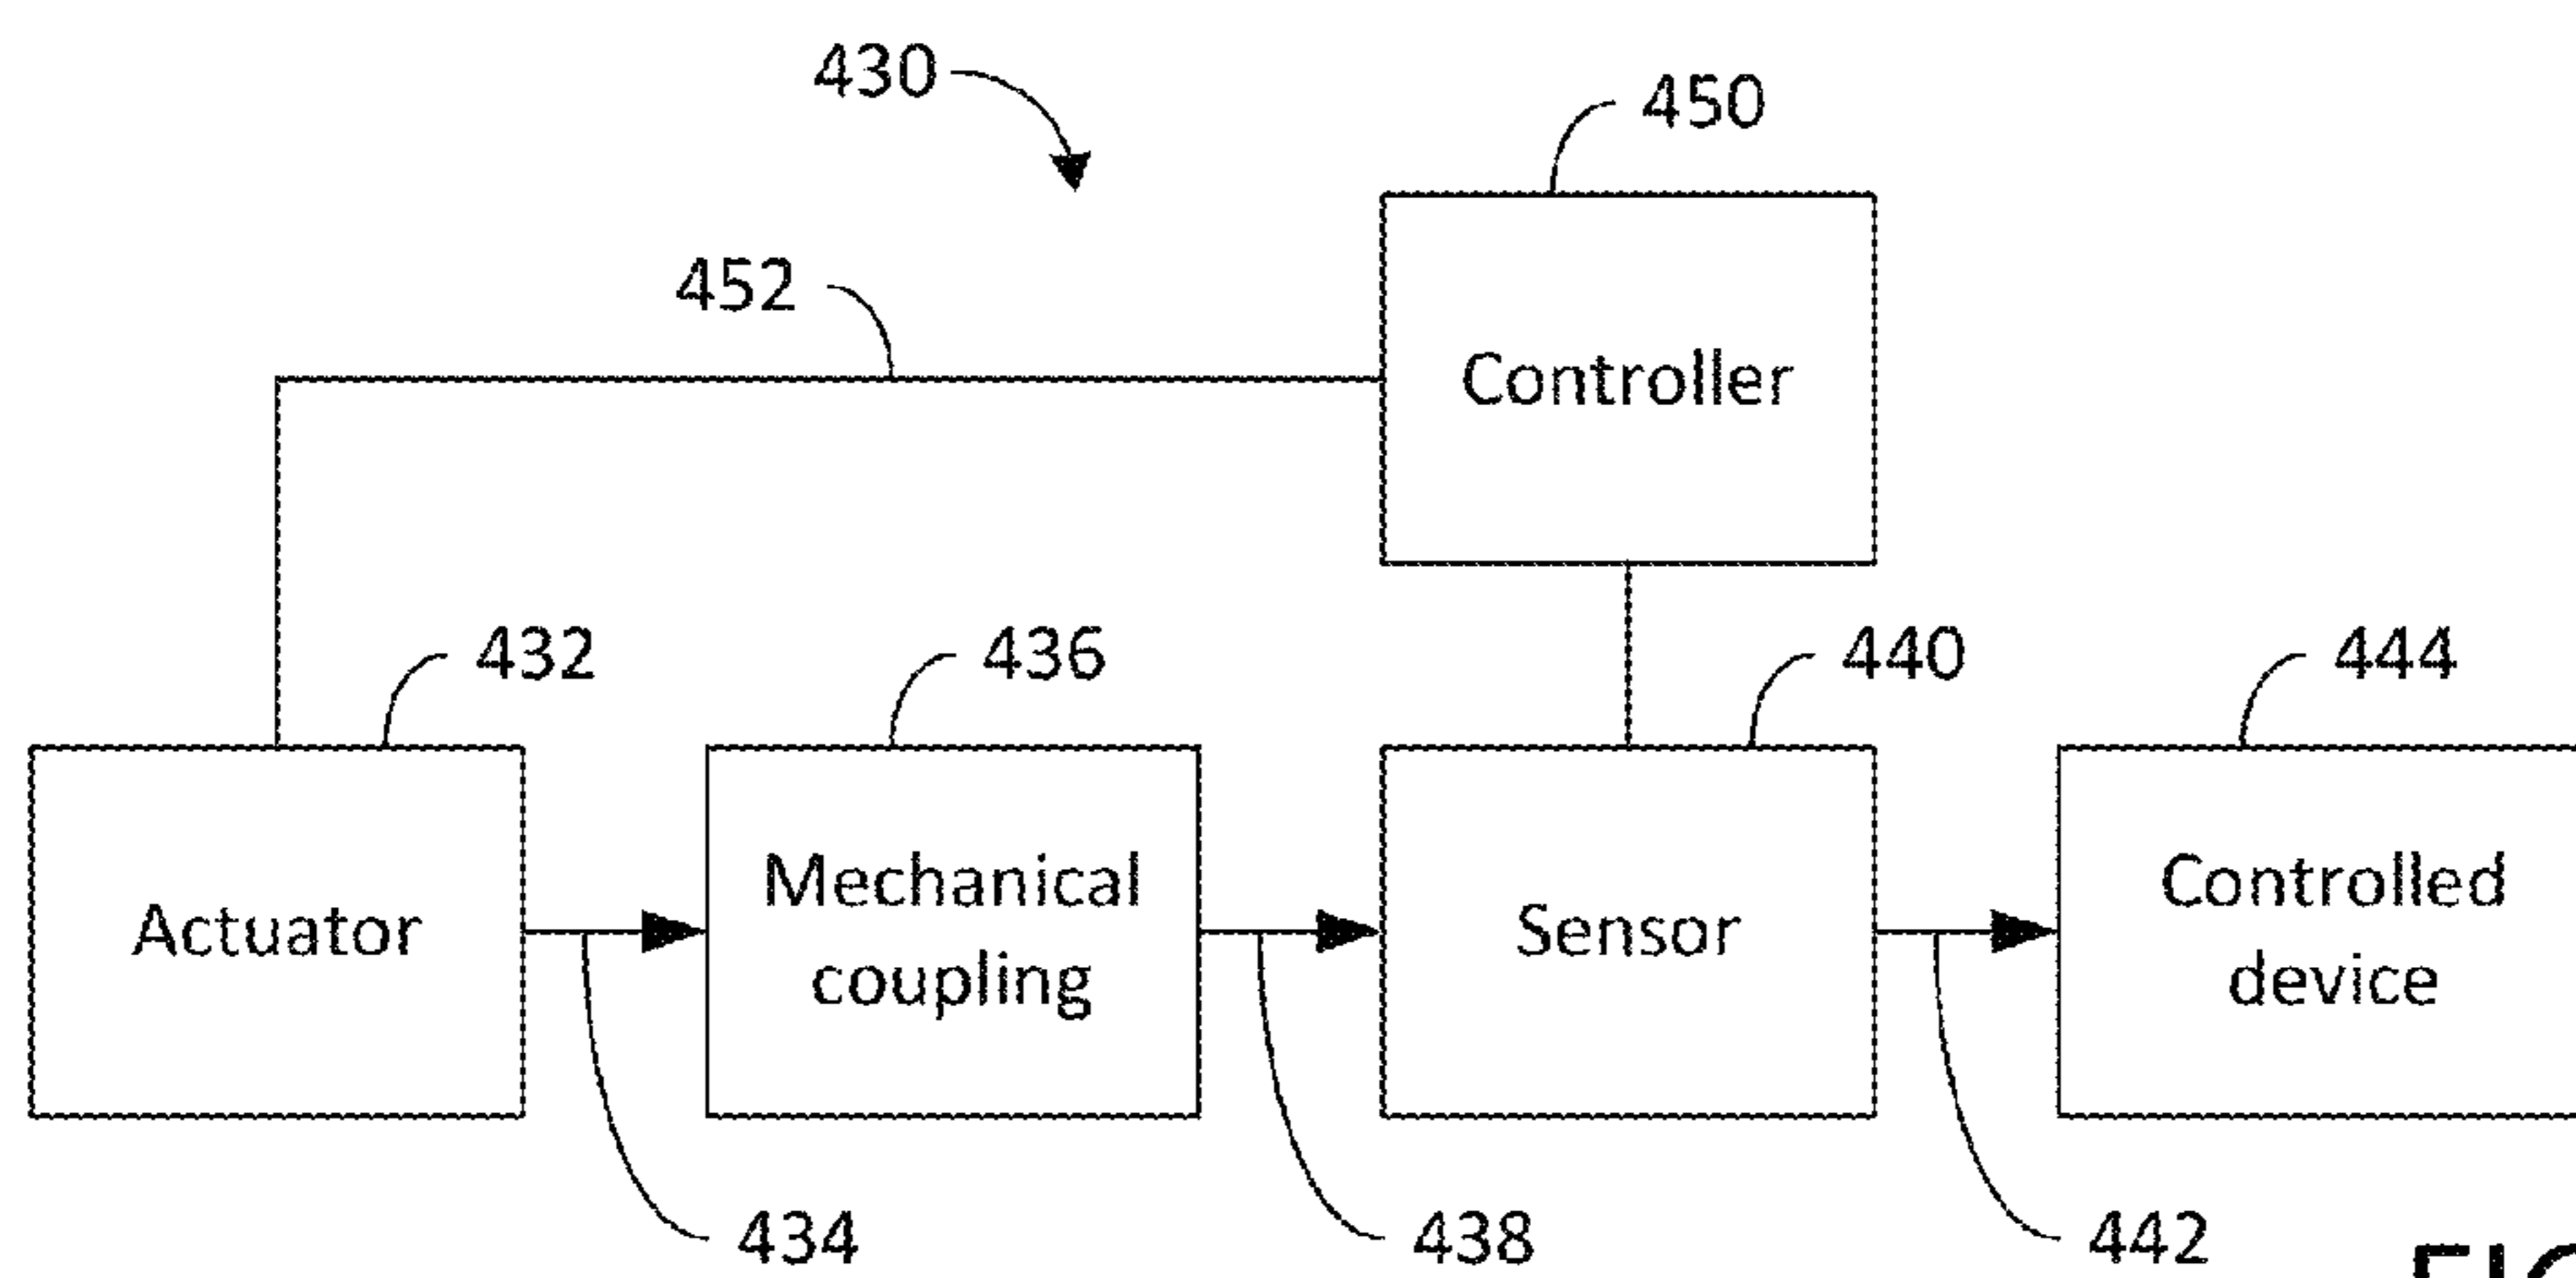 430
450
452
Controller
432
436
440
444
Actuator
Mechanical
coupling
Sensor
Controlled
device
434
438
442